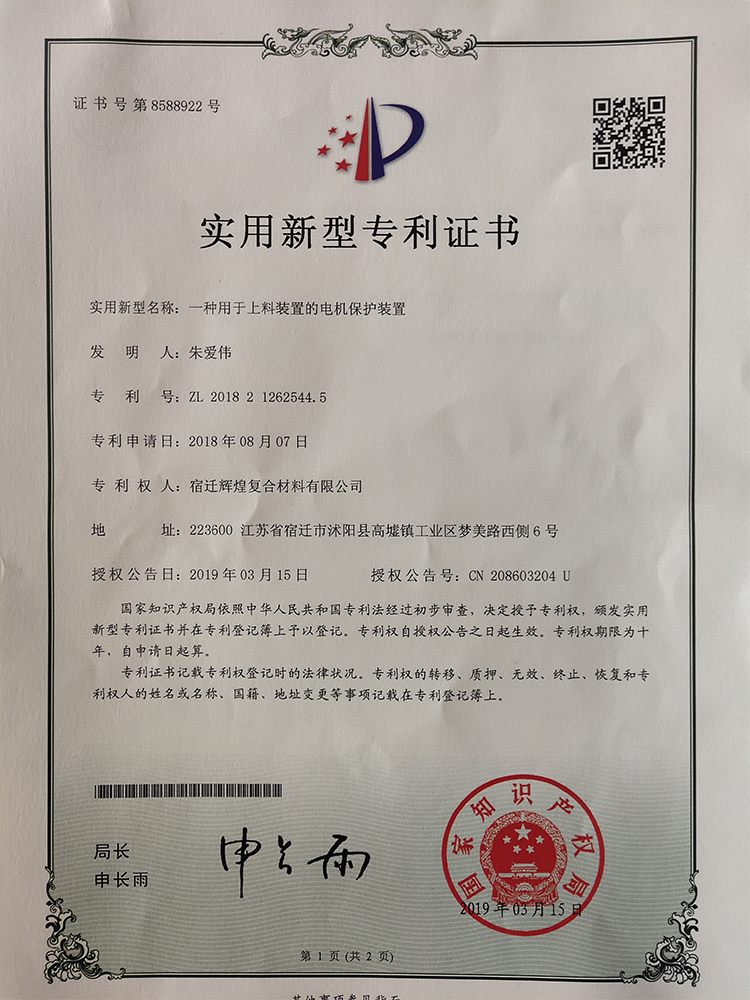 证书号第8588922号
实用新型专利证书
实用新型名称：一种用于上料装置的电机保护装置
发明人：朱爱伟
专利号：ZL 2018 2 1262544.5
专利申请日：2018年08月07日
专利权人：宿迁辉煌复合材料有限公司
地址：223600 江苏省宿迁市沭阳县高墟镇工业区梦美路西侧6号
授权公告日：2019年03月15日 授权公告号：CN 208603204 U
国家知识产权局依照中华人民共和国专利法经过初步审查，决定授予专利权，颁发实用
新型专利证书并在专利登记簿上予以登记。专利权自授权公告之日起生效。专利权期限为十
年，自申请日起算。
专利证书记载专利权登记时的法律状况。专利权的转移、质押、无效、终止、恢复和专
利权人的姓名或名称、国籍、地址变更等事项记载在专利登记簿上。
局长
申长雨
申长雨
国家知识产权局
2019年03月15日
第1页(共2页)
其他事项参见背页